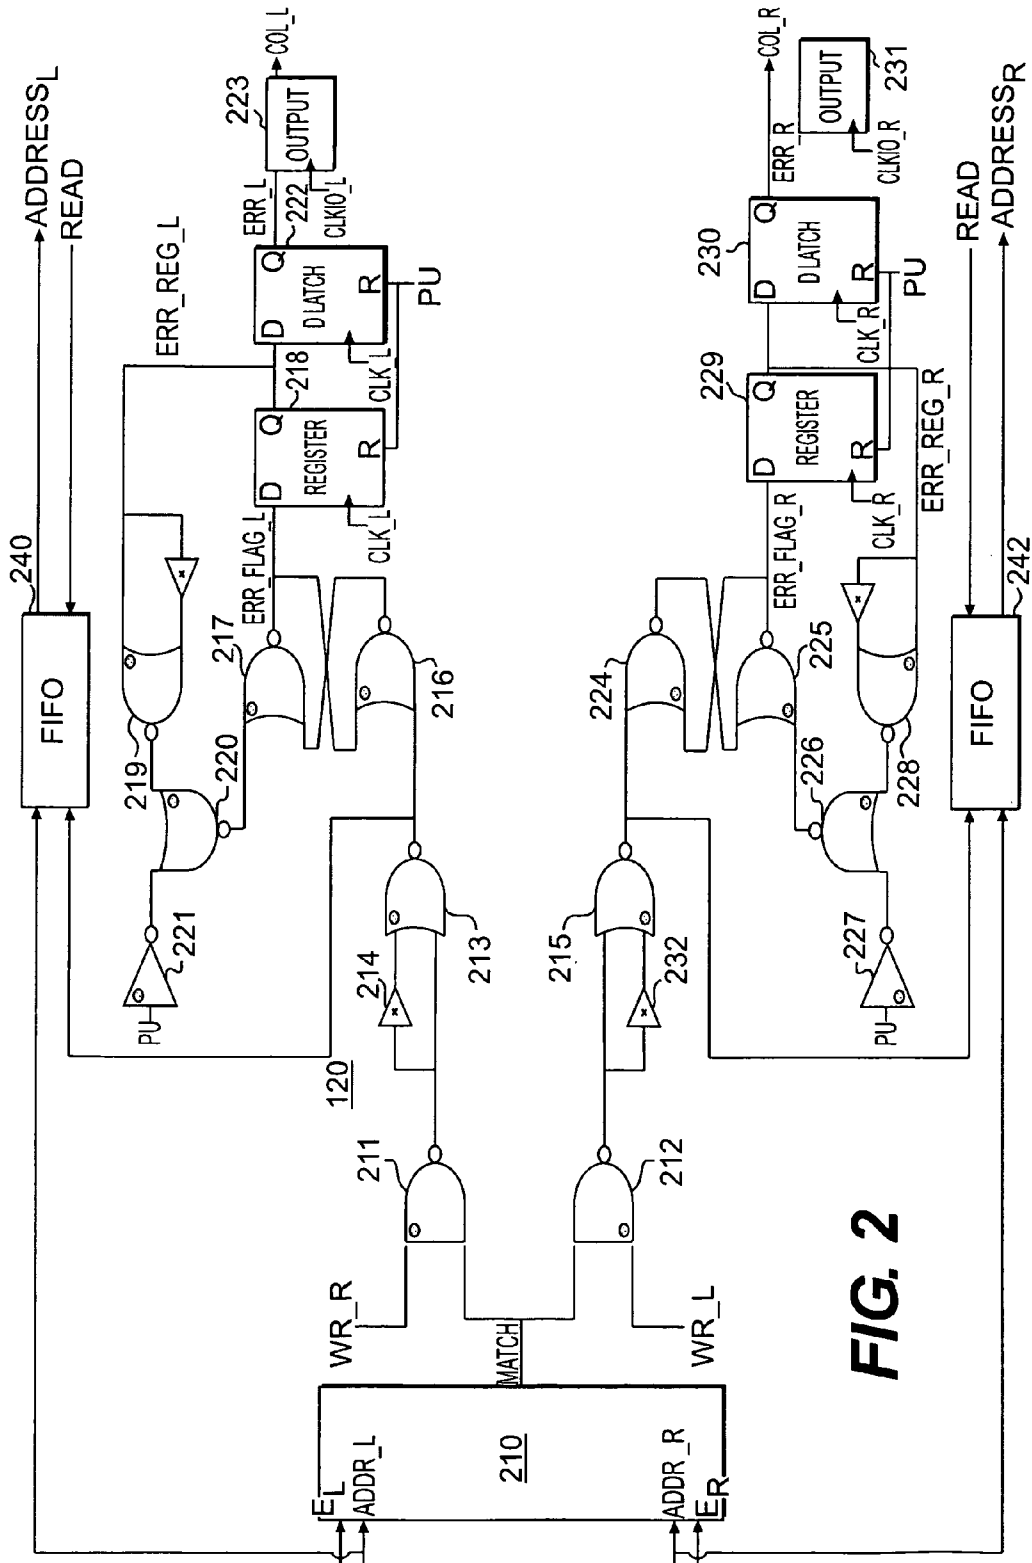 ADDRESS_L
READ
240
FIFO
ERR_REG_L
219
220
221
PU
217
ERR_FLAG_L
D
Q
REGISTER
R
218
CLK_L
D
Q
D LATCH
R
222
CLK_L
PU
ERR_L
223
OUTPUT
CLKIO_L
COL_L
216
213
214
120
211
WR_R
MATCH
E_L
ADDR_L
210
ADDR_R
E_R
WR_L
212
215
232
224
225
ERR_FLAG_R
226
227
PU
228
229
D
Q
REGISTER
R
CLK_R
ERR_REG_R
230
D
Q
D LATCH
R
CLK_R
PU
ERR_R
COL_R
OUTPUT
231
CLKIO_R
FIFO
242
READ
ADDRESS_R
x
x
x
x
FIG. 2